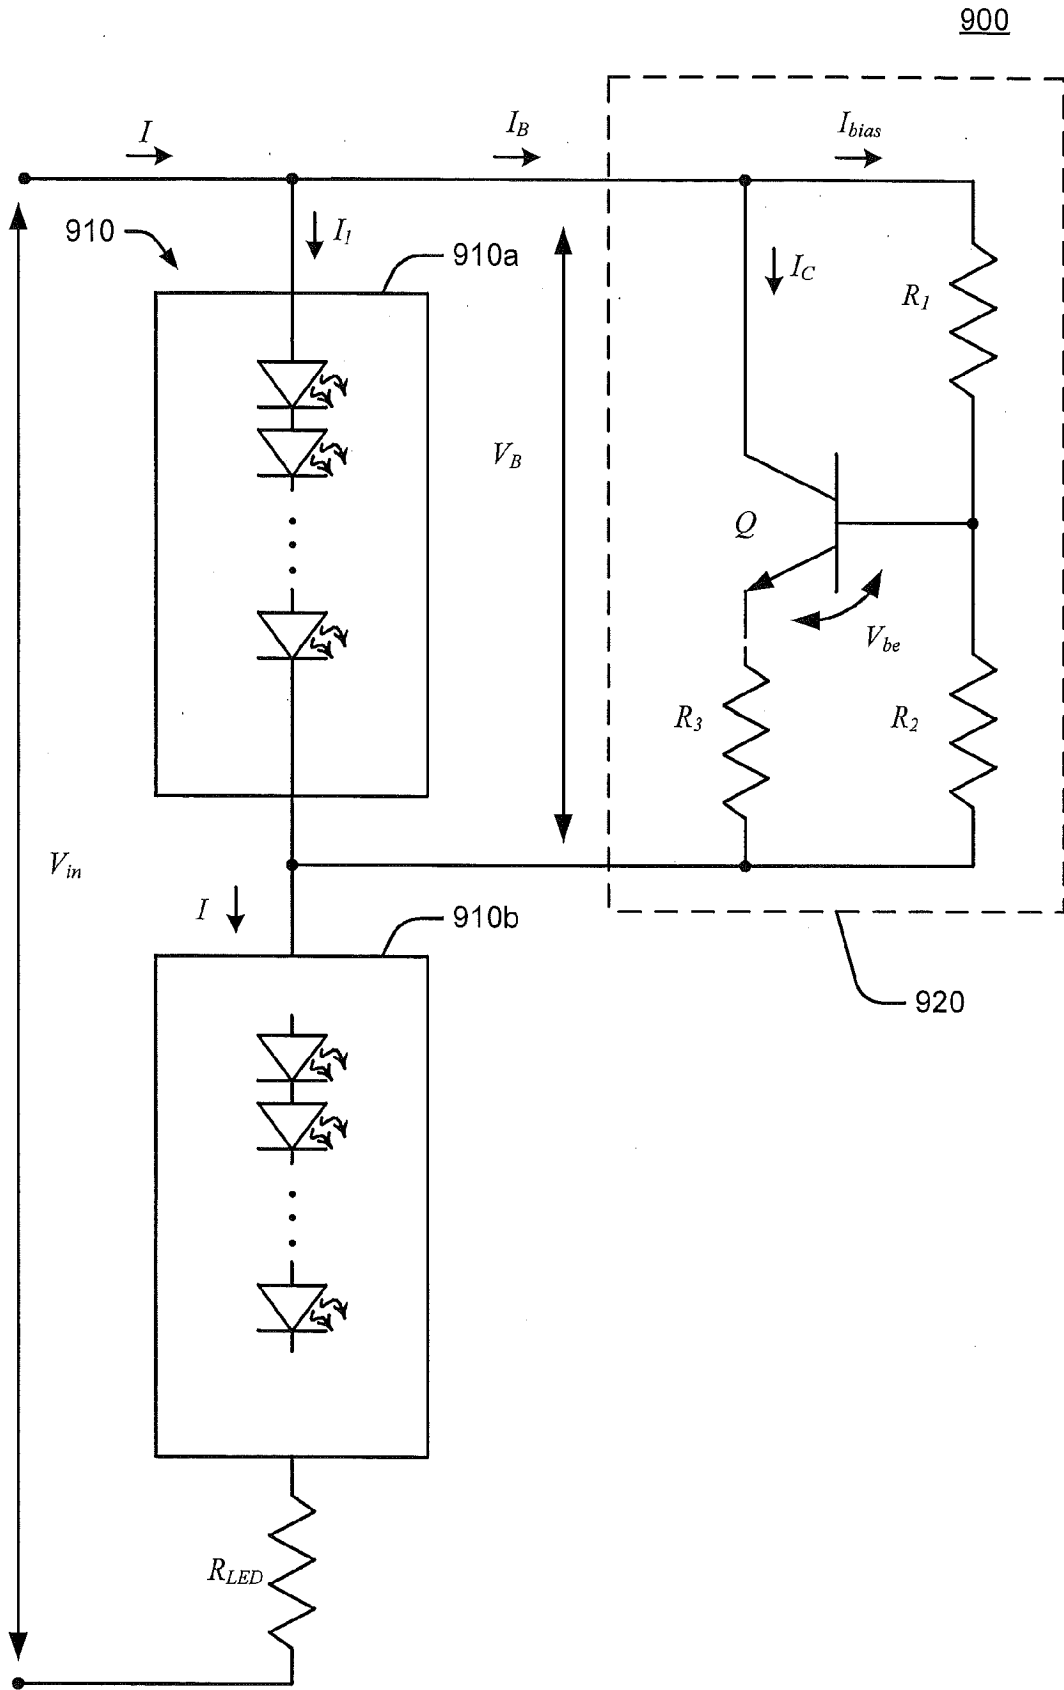 900
I
I_B
I_bias
910
I_1
910a
I_C
R_1
V_B
Q
V_be
R_3
R_2
V_in
I
910b
920
R_LED